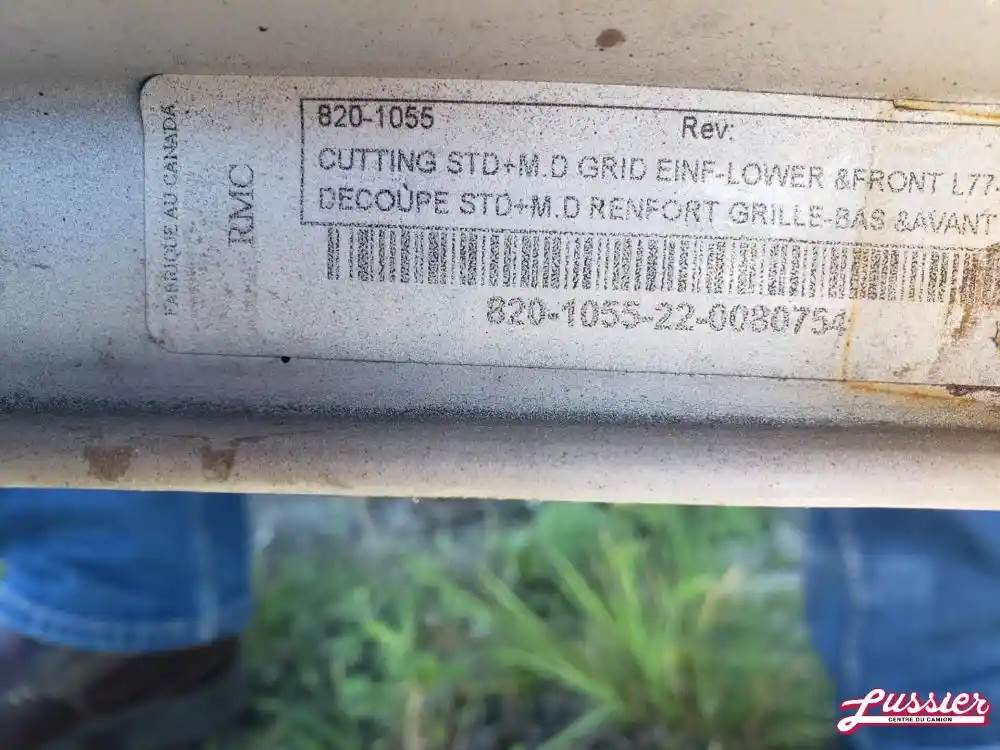 FABRIQUÉ AU CANADA
RMC
820-1055 Rev:
CUTTING STD+M.D GRID EINF-LOWER &FRONT L77-
DÉCOUPE STD+M.D RENFORT GRILLE-BAS &AVANT
820-1055-22-0080754
Lussier
CENTRE DU CAMION